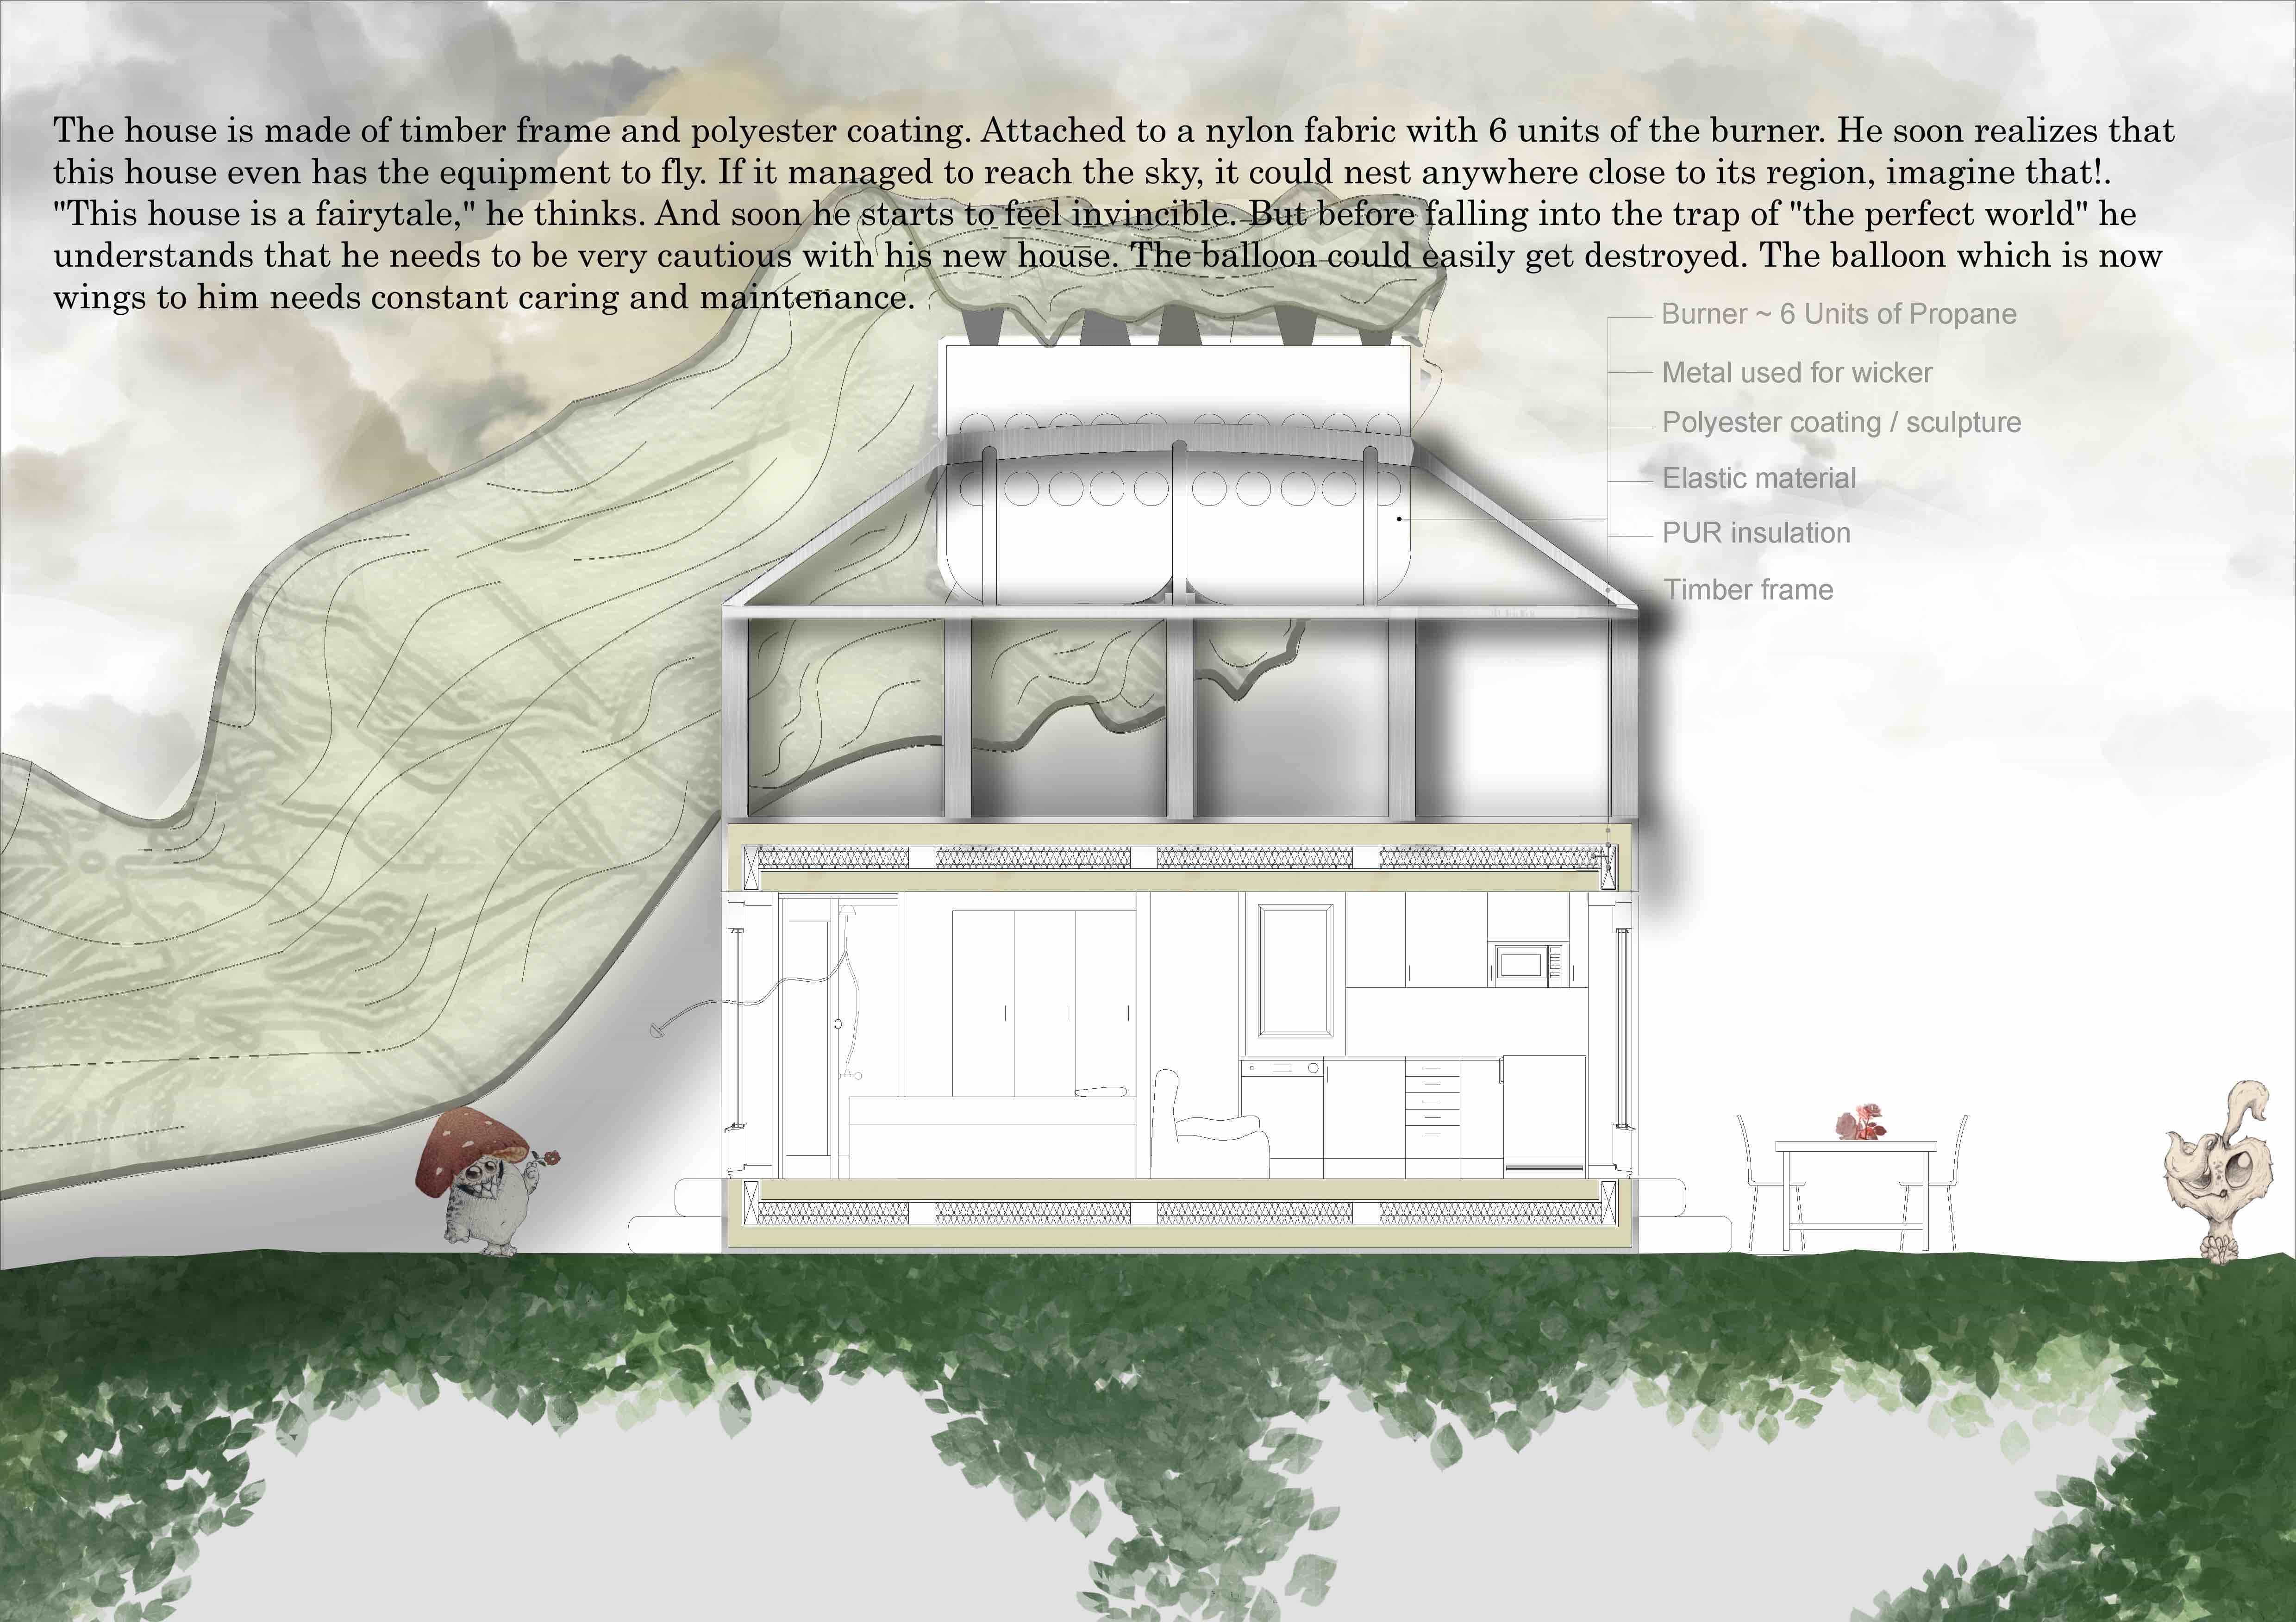 The house is made of timber frame and polyester coating. Attached to a nylon fabric with 6 units of the burner. He soon realizes that
this house even has the equipment to fly. If it managed to reach the sky, it could nest anywhere close to its region, imagine that!.
"This house is a fairytale," he thinks. And soon he starts to feel invincible. But before falling into the trap of "the perfect world" he
understands that he needs to be very cautious with his new house. The balloon could easily get destroyed. The balloon which is now
wings to him needs constant caring and maintenance.
Burner ~ 6 Units of Propane
Metal used for wicker
Polyester coating / sculpture
Elastic material
PUR insulation
Timber frame